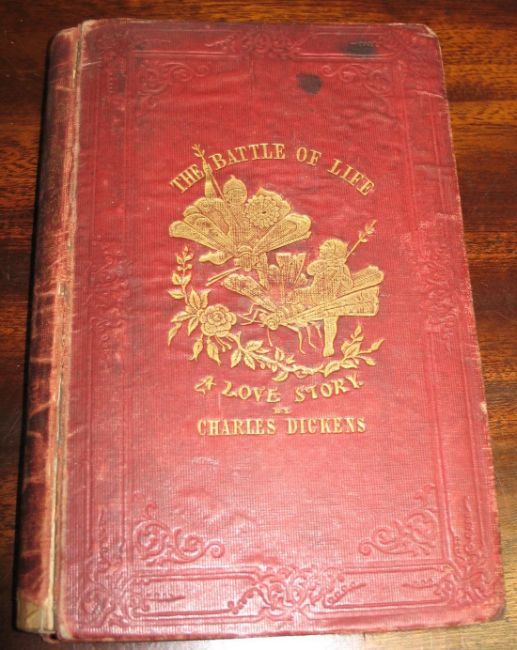 THE BATTLE OF LIFE
A LOVE STORY.
BY
CHARLES DICKENS